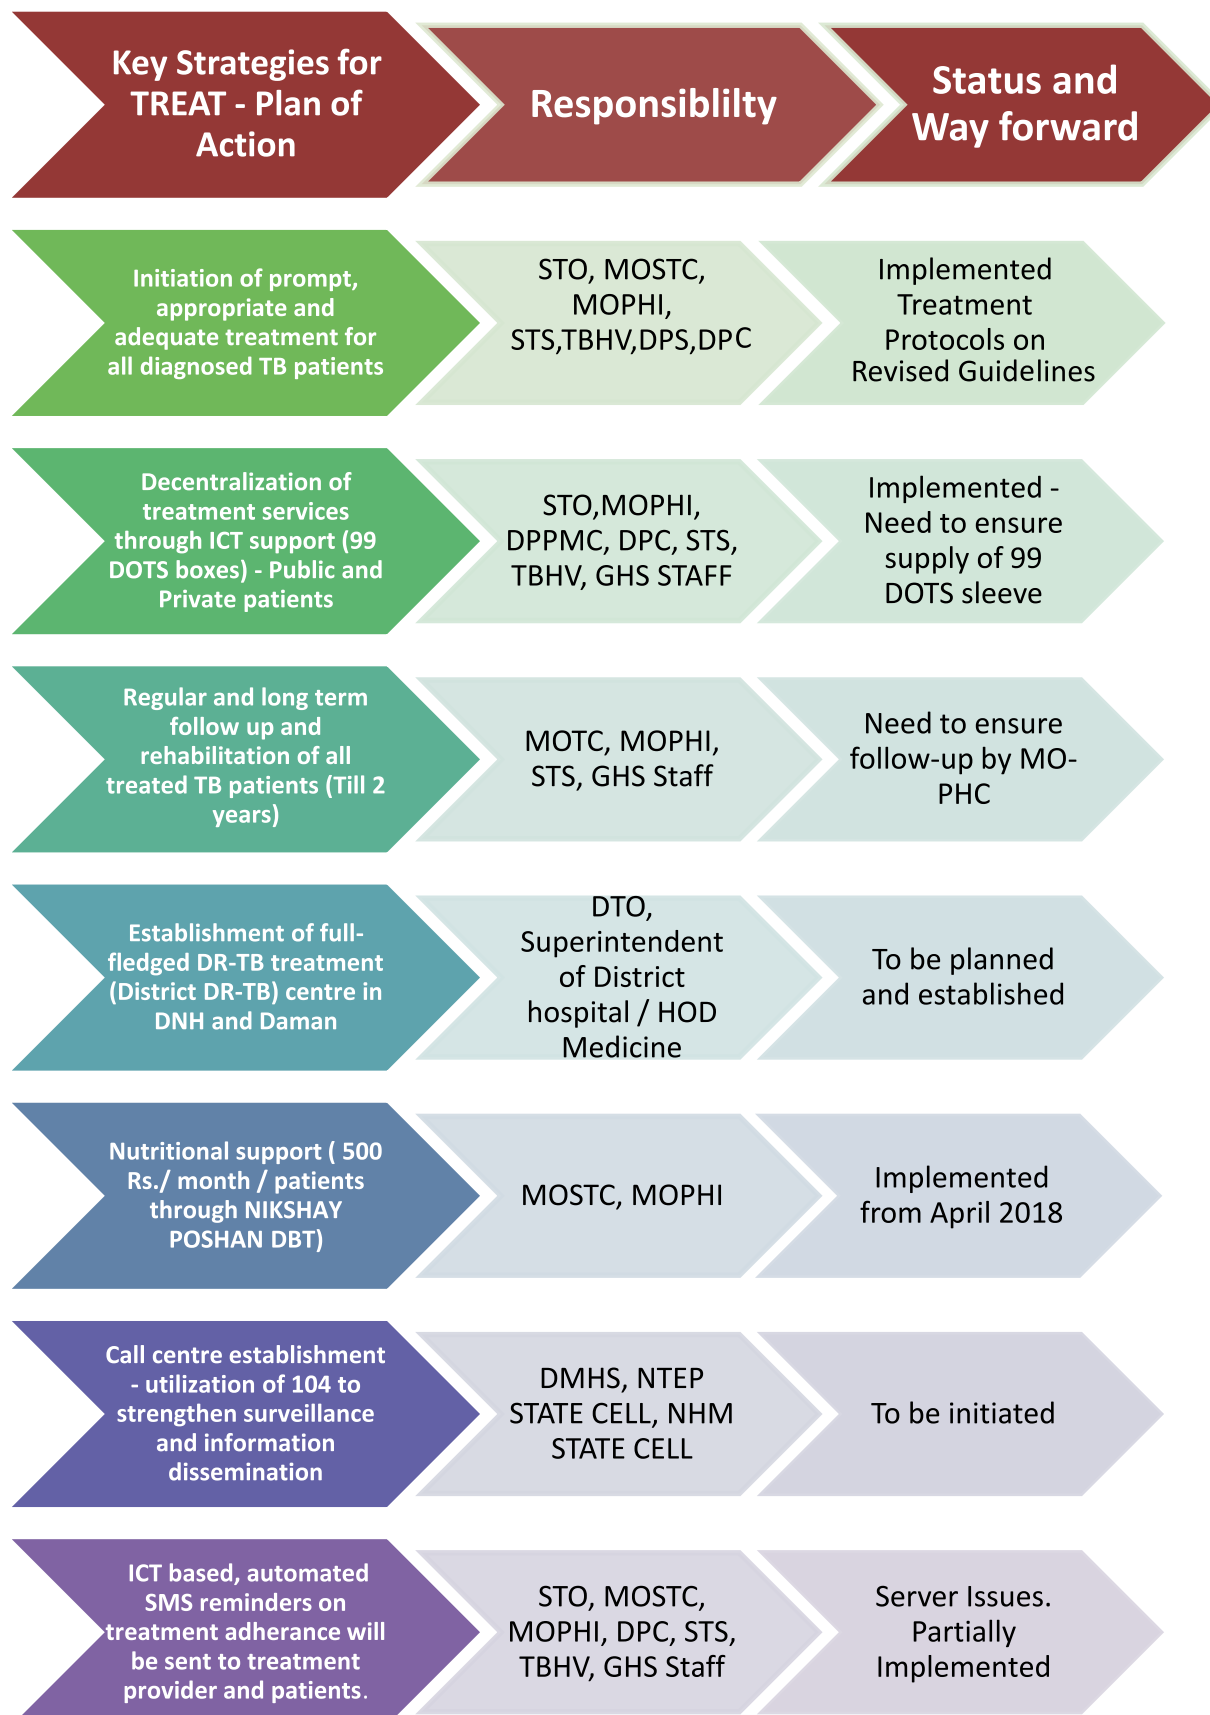 Key Strategies for
TREAT - Plan of
Action
Responsiblilty
Status and
Way forward
Initiation of prompt,
appropriate and
adequate treatment for
all diagnosed TB patients
STO, MOSTC,
MOPHI,
STS,TBHV,DPS,DPC
Implemented
Treatment
Protocols on
Revised Guidelines
Decentralization of
treatment services
through ICT support (99
DOTS boxes) - Public and
Private patients
STO,MOPHI,
DPPMC, DPC, STS,
TBHV, GHS STAFF
Implemented -
Need to ensure
supply of 99
DOTS sleeve
Regular and long term
follow up and
rehabilitation of all
treated TB patients (Till 2
years)
MOTC, MOPHI,
STS, GHS Staff
Need to ensure
follow-up by MO-
PHC
Establishment of full-
fledged DR-TB treatment
(District DR-TB) centre in
DNH and Daman
DTO,
Superintendent
of District
hospital / HOD
Medicine
To be planned
and established
Nutritional support ( 500
Rs./ month / patients
through NIKSHAY
POSHAN DBT)
MOSTC, MOPHI
Implemented
from April 2018
Call centre establishment
- utilization of 104 to
strengthen surveillance
and information
dissemination
DMHS, NTEP
STATE CELL, NHM
STATE CELL
To be initiated
ICT based, automated
SMS reminders on
treatment adherance will
be sent to treatment
provider and patients.
STO, MOSTC,
MOPHI, DPC, STS,
TBHV, GHS Staff
Server Issues.
Partially
Implemented